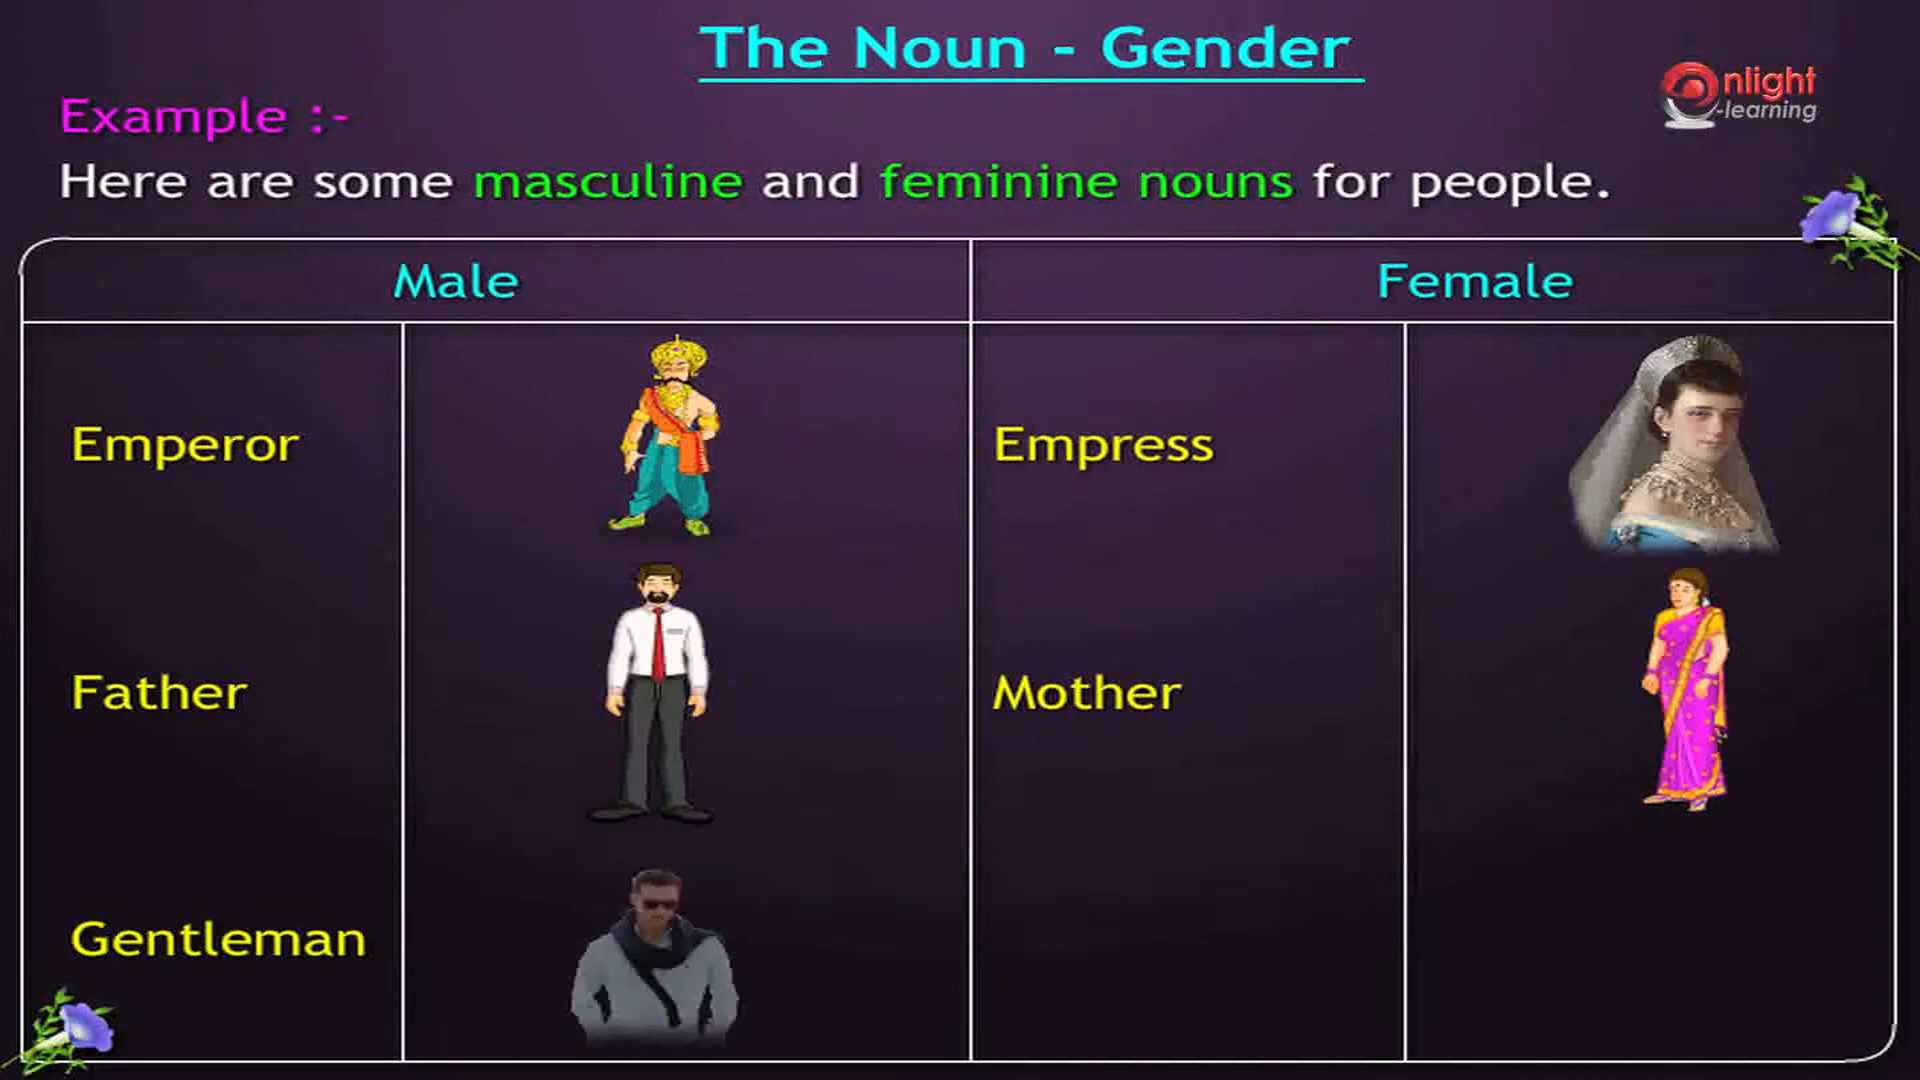 The Noun - Gender
nlight
-learning
Example :-
Here are some masculine and feminine nouns for people.
Male Female
Emperor Empress
Father Mother
Gentleman